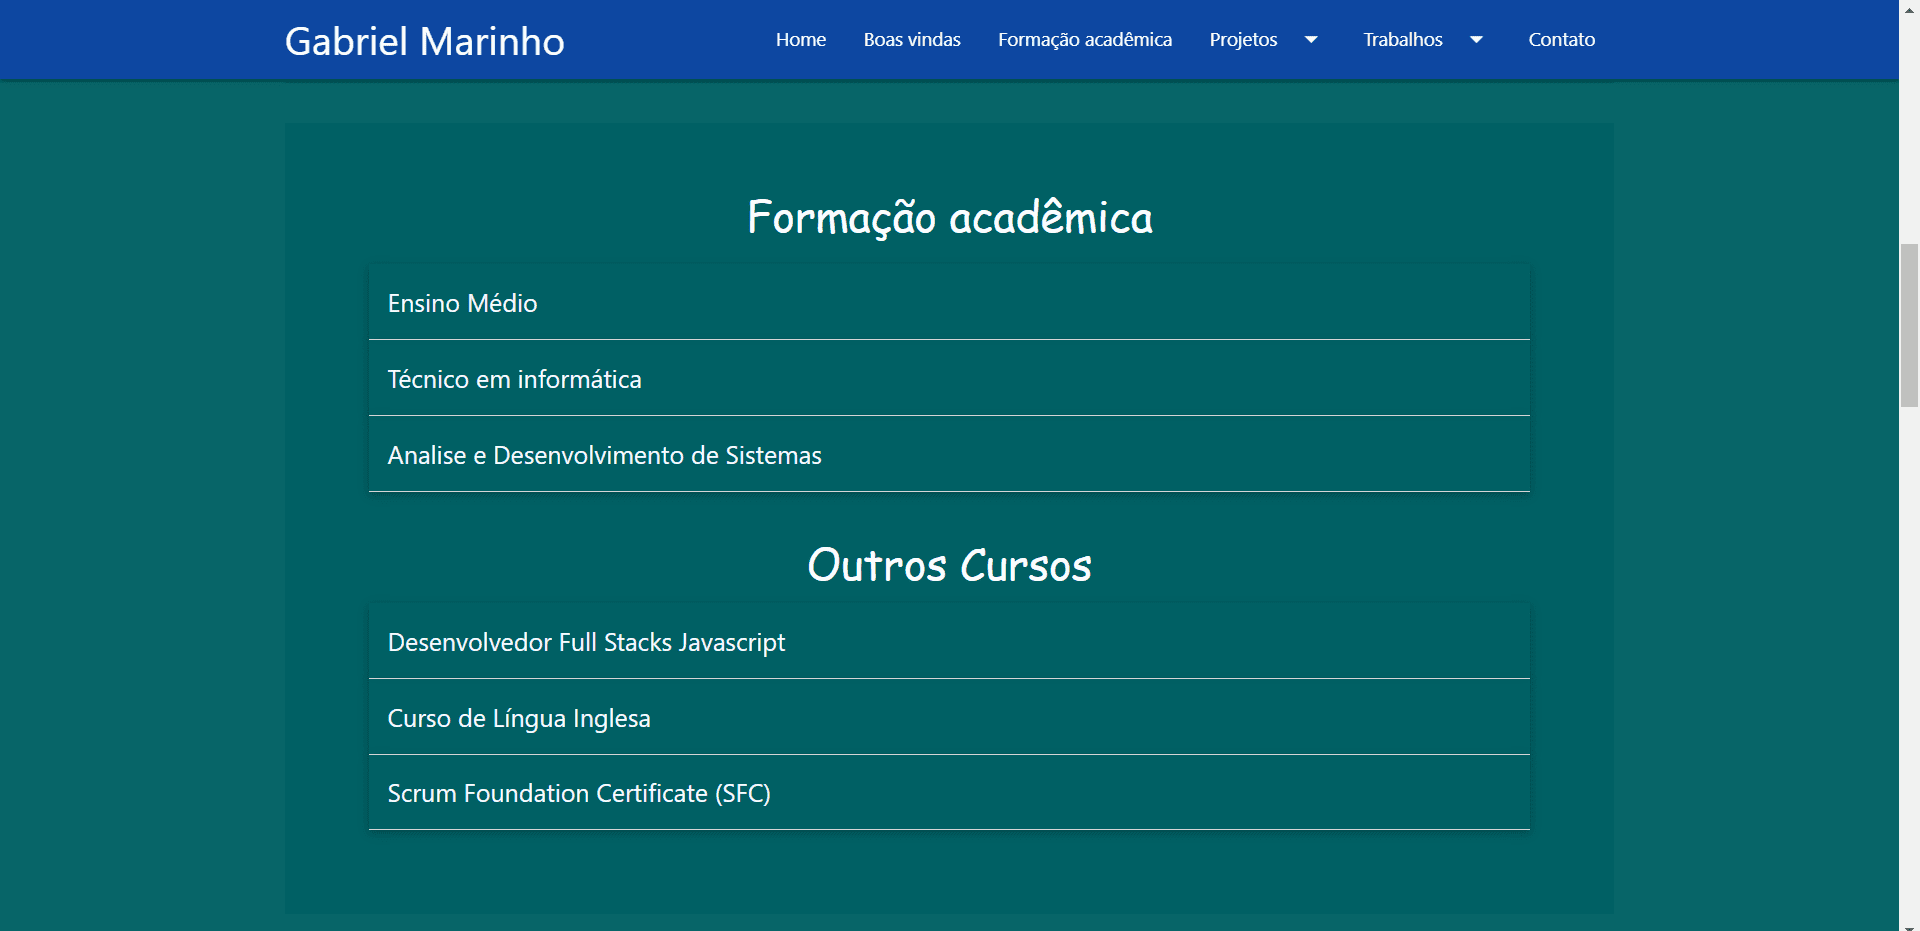 Gabriel Marinho
Home Boas vindas Formação acadêmica Projetos Trabalhos Contato
Formação acadêmica
Ensino Médio
Técnico em informática
Analise e Desenvolvimento de Sistemas
Outros Cursos
Desenvolvedor Full Stacks Javascript
Curso de Língua Inglesa
Scrum Foundation Certificate (SFC)